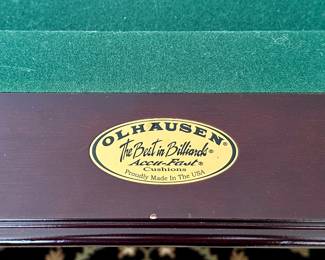 OLHAUSEN®
The Best in Billiards®
Accu-Fast®
Cushions
Proudly Made In The USA